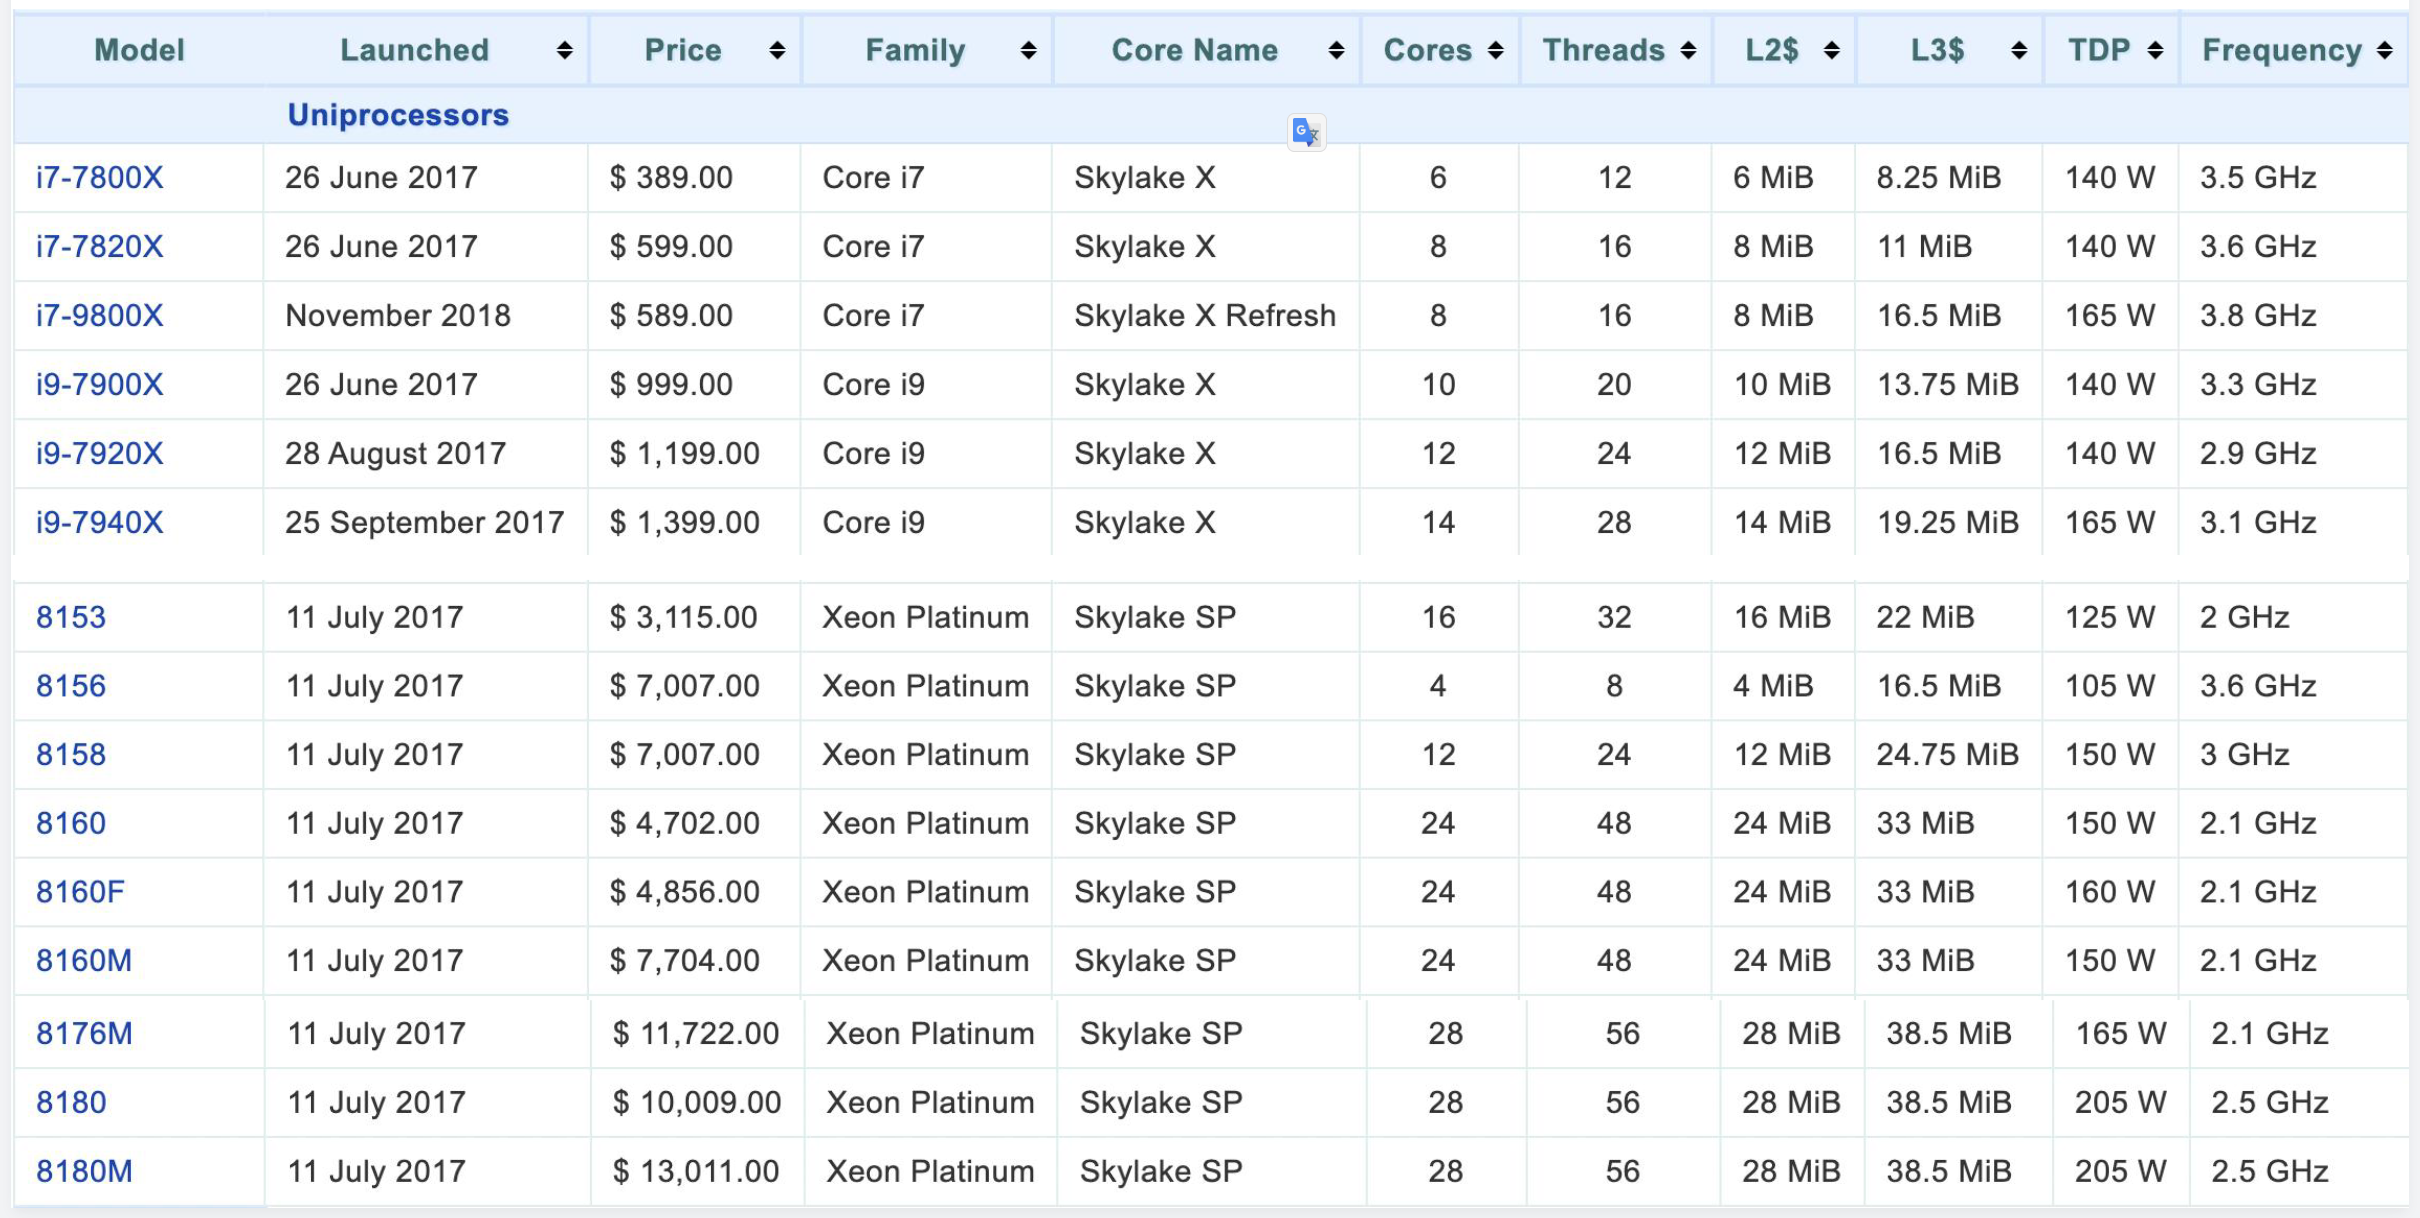 Model Launched Price Family Core Name Cores Threads L2$ L3$ TDP Frequency
Uniprocessors
i7-7800X 26 June 2017 $ 389.00 Core i7 Skylake X 6 12 6 MiB 8.25 MiB 140 W 3.5 GHz
i7-7820X 26 June 2017 $ 599.00 Core i7 Skylake X 8 16 8 MiB 11 MiB 140 W 3.6 GHz
i7-9800X November 2018 $ 589.00 Core i7 Skylake X Refresh 8 16 8 MiB 16.5 MiB 165 W 3.8 GHz
i9-7900X 26 June 2017 $ 999.00 Core i9 Skylake X 10 20 10 MiB 13.75 MiB 140 W 3.3 GHz
i9-7920X 28 August 2017 $ 1,199.00 Core i9 Skylake X 12 24 12 MiB 16.5 MiB 140 W 2.9 GHz
i9-7940X 25 September 2017 $ 1,399.00 Core i9 Skylake X 14 28 14 MiB 19.25 MiB 165 W 3.1 GHz
8153 11 July 2017 $ 3,115.00 Xeon Platinum Skylake SP 16 32 16 MiB 22 MiB 125 W 2 GHz
8156 11 July 2017 $ 7,007.00 Xeon Platinum Skylake SP 4 8 4 MiB 16.5 MiB 105 W 3.6 GHz
8158 11 July 2017 $ 7,007.00 Xeon Platinum Skylake SP 12 24 12 MiB 24.75 MiB 150 W 3 GHz
8160 11 July 2017 $ 4,702.00 Xeon Platinum Skylake SP 24 48 24 MiB 33 MiB 150 W 2.1 GHz
8160F 11 July 2017 $ 4,856.00 Xeon Platinum Skylake SP 24 48 24 MiB 33 MiB 160 W 2.1 GHz
8160M 11 July 2017 $ 7,704.00 Xeon Platinum Skylake SP 24 48 24 MiB 33 MiB 150 W 2.1 GHz
8176M 11 July 2017 $ 11,722.00 Xeon Platinum Skylake SP 28 56 28 MiB 38.5 MiB 165 W 2.1 GHz
8180 11 July 2017 $ 10,009.00 Xeon Platinum Skylake SP 28 56 28 MiB 38.5 MiB 205 W 2.5 GHz
8180M 11 July 2017 $ 13,011.00 Xeon Platinum Skylake SP 28 56 28 MiB 38.5 MiB 205 W 2.5 GHz